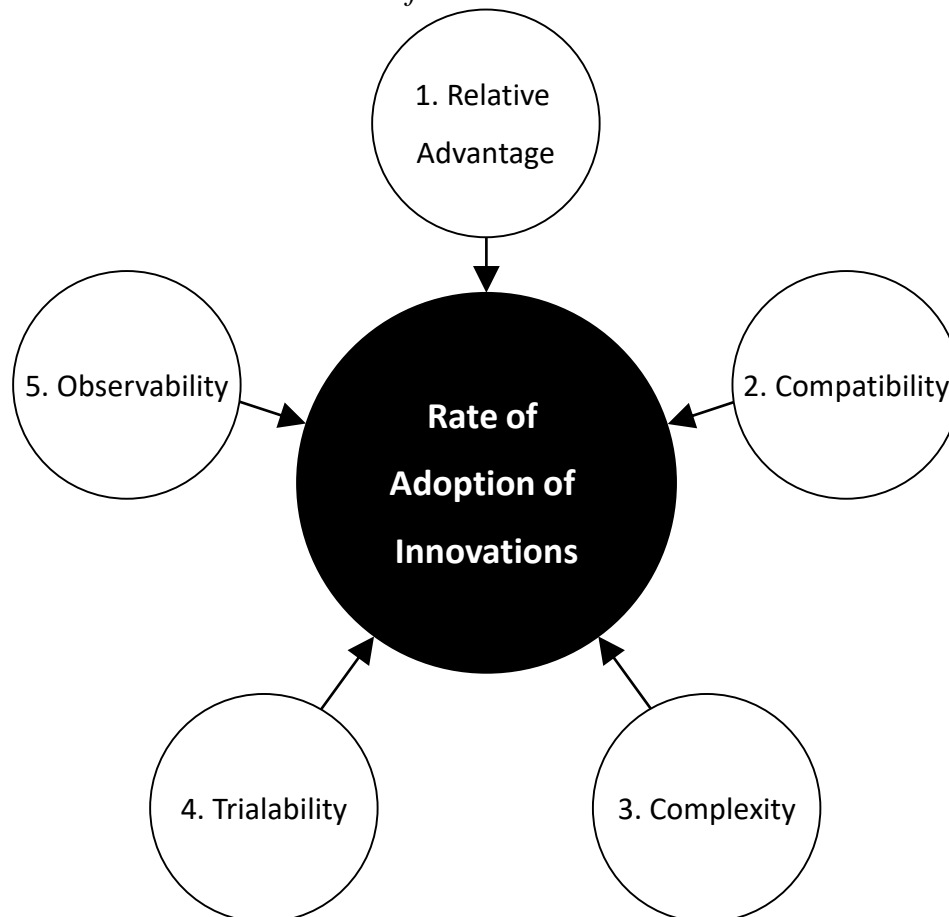 1. Relative
Advantage
2. Compatibility
3. Complexity
4. Trialability
5. Observability
Rate of
Adoption of
Innovations